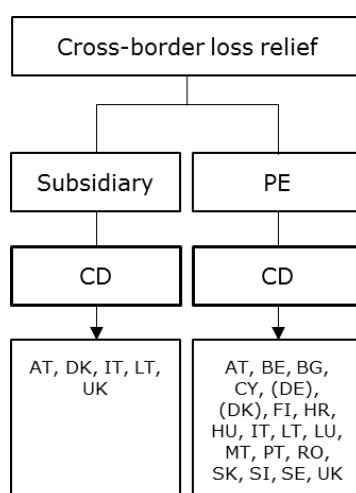 Cross-border loss relief
Subsidiary
PE
CD
CD
AT, DK, IT, LT,
UK
AT, BE, BG,
CY, (DE),
(DK), FI, HR,
HU, IT, LT, LU,
MT, PT, RO,
SK, SI, SE, UK